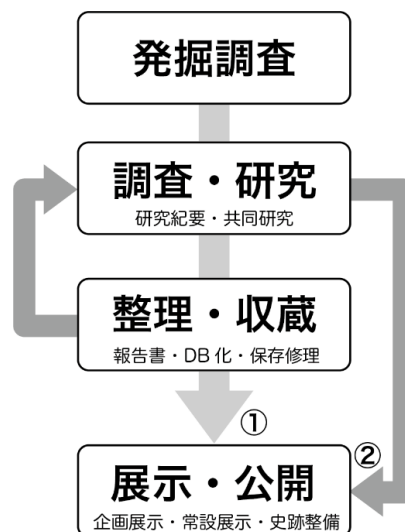 発掘調査
調査・研究
研究紀要・共同研究
整理・収蔵
報告書・DB 化・保存修理
①
②
展示・公開
企画展示・常設展示・史跡整備